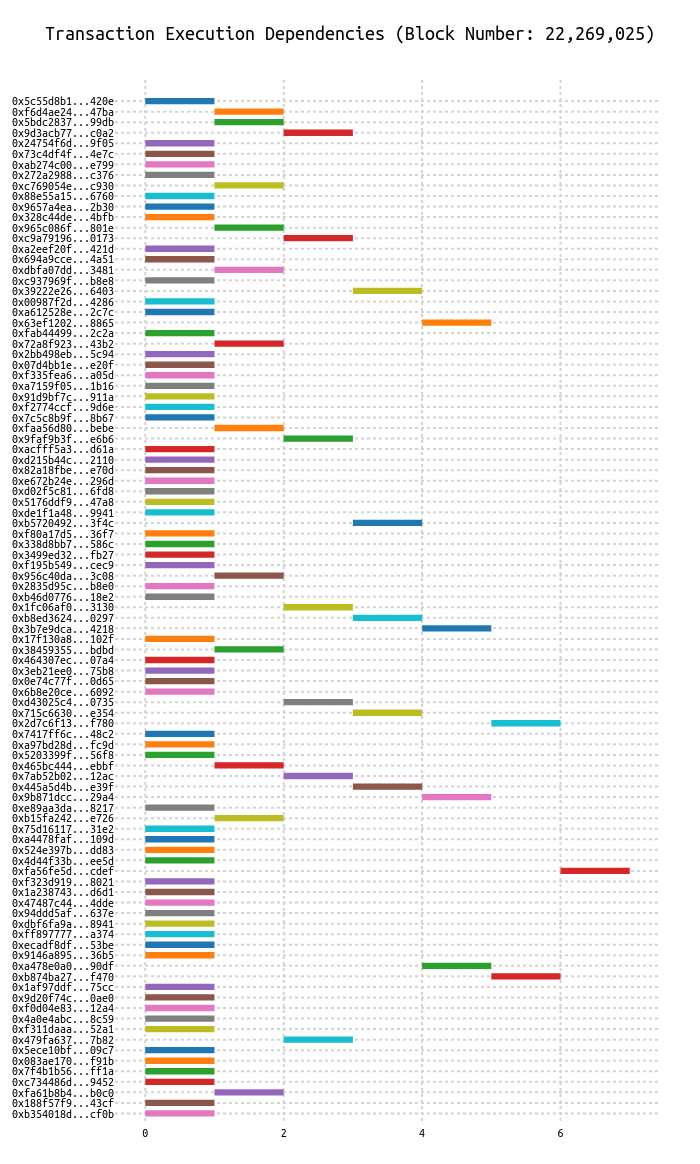 Transaction Execution Dependencies (Block Number: 22,269,025)
0x5c55d8b1...420e
0xf6d4ae24...47ba
0x5bdc2837...99db
0x9d3acb77...c0a2
0x24754f6d...9f05
0x73c4df4f...4e7c
0xab274c00...e799
0x272a2988...c376
0xc769054e...c930
0x88e55a15...6760
0x9657a4ea...2b30
0x328c44de...4bfb
0x965c086f...801e
0xc9a79196...0173
0xa2eef20f...421d
0x694a9cce...4a51
0xdbfa07dd...3481
0xc937969f...b8e8
0x39222e26...6403
0x00987f2d...4286
0xa612528e...2c7c
0x63ef1202...8865
0xfab44499...2c2a
0x72a8f923...43b2
0x2bb498eb...5c94
0x07d4bb1e...e20f
0xf335fea6...a05d
0xa7159f05...1b16
0x91d9bf7c...911a
0xf2774ccf...9d6e
0x7c5c8b9f...8b67
0xfaa56d80...bebe
0x9faf9b3f...e6b6
0xacfff5a3...d61a
0xd215b44c...2110
0x82a18fbe...e70d
0xe672b24e...296d
0xd02f5c81...6fd8
0x5176ddf9...47a8
0xde1f1a48...9941
0xb5720492...3f4c
0xf80a17d5...36f7
0x338d8bb7...586c
0x3499ed32...fb27
0xf195b549...cec9
0x956c40da...3c08
0x2835d95c...b8e0
0xb46d0776...18e2
0x1fc06af0...3130
0xb8ed3624...0297
0x3b7e9dca...4218
0x17f130a8...102f
0x38459355...bdbd
0x464307ec...07a4
0x3eb21ee0...75b8
0x0e74c77f...0d65
0x6b8e20ce...6092
0xd43025c4...0735
0x715c6630...e354
0x2d7c6f13...f780
0x7417ff6c...48c2
0xa97bd28d...fc9d
0x5203399f...56f8
0x465bc444...ebbf
0x7ab52b02...12ac
0x445a5d4b...e39f
0x9b871dcc...29a4
0xe89aa3da...8217
0xb15fa242...e726
0x75d16117...31e2
0xa4478faf...109d
0x524e397b...dd83
0x4d44f33b...ee5d
0xfa56fe5d...cdef
0xf323d919...8021
0x1a238743...d6d1
0x47487c44...4dde
0x94ddd5af...637e
0xdbf6fa9a...8941
0xff897777...a374
0xecadf8df...53be
0x9146a895...36b5
0xa478e0a0...90df
0xb874ba27...f470
0x1af97ddf...75cc
0x9d20f74c...0ae0
0xf0d04e83...12a4
0x4a0e4abc...8c59
0xf311daaa...52a1
0x479fa637...7b82
0x5ece10bf...09c7
0x083ae170...f91b
0x7f4b1b56...ff1a
0xc734486d...9452
0xfa61b8b4...b0c0
0x188f57f9...43cf
0xb354018d...cf0b
0 2 4 6